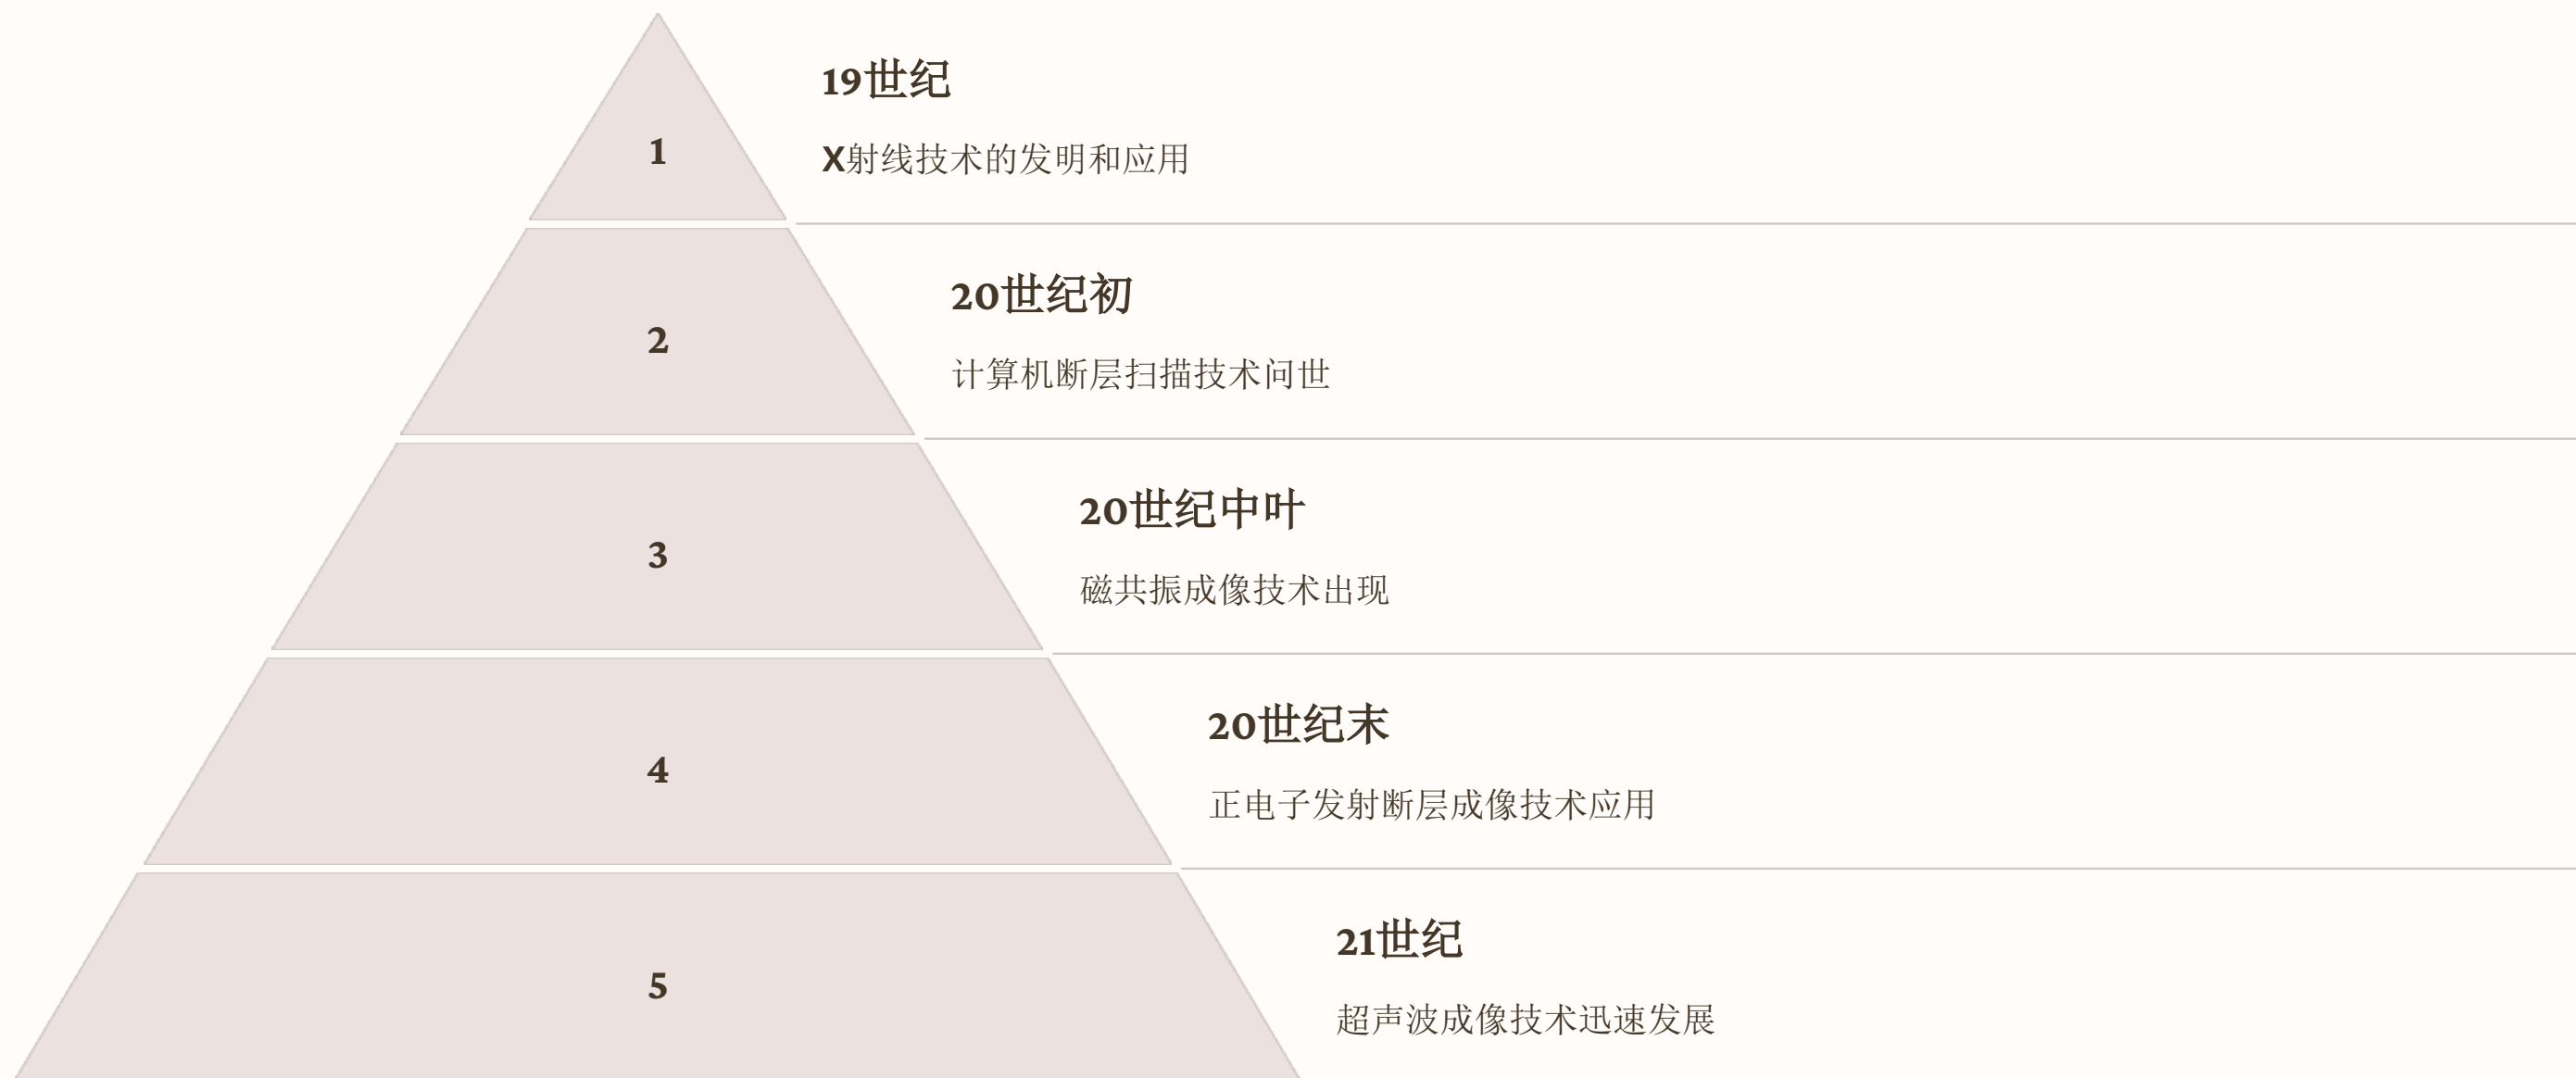 1
19世纪
X射线技术的发明和应用
2
20世纪初
计算机断层扫描技术问世
3
20世纪中叶
磁共振成像技术出现
4
20世纪末
正电子发射断层成像技术应用
5
21世纪
超声波成像技术迅速发展